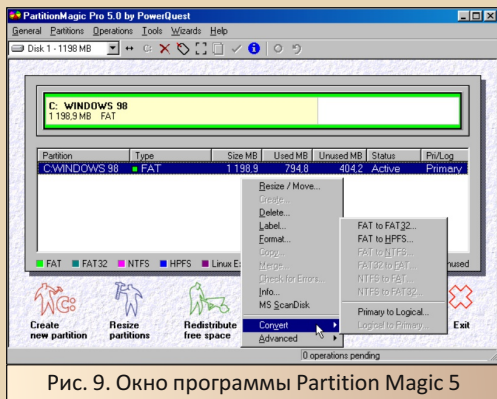 PartitionMagic Pro 5.0 by PowerQuest
General Partitions Operations Tools Wizards Help
Disk 1 - 1198 MB C:
C: WINDOWS 98
1 198,9 MB FAT
Partition Type Size MB Used MB Unused MB Status Pri/Log
C:WINDOWS 98 FAT 1 198,9 794,8 404,2 Active Primary
Resize / Move...
Create...
Delete...
Label...
Format...
Copy...
Merge...
Check for Errors...
Info...
MS ScanDisk
Convert
Advanced
FAT to FAT32...
FAT to HPFS...
FAT to NTFS...
FAT32 to FAT...
NTFS to FAT...
NTFS to FAT32...
Primary to Logical...
Logical to Primary...
FAT FAT32 NTFS HPFS Linux
C:
Create
new partition
Resize
partitions
Redistribute
free space
Exit
0 operations pending
Рис. 9. Окно программы Partition Magic 5